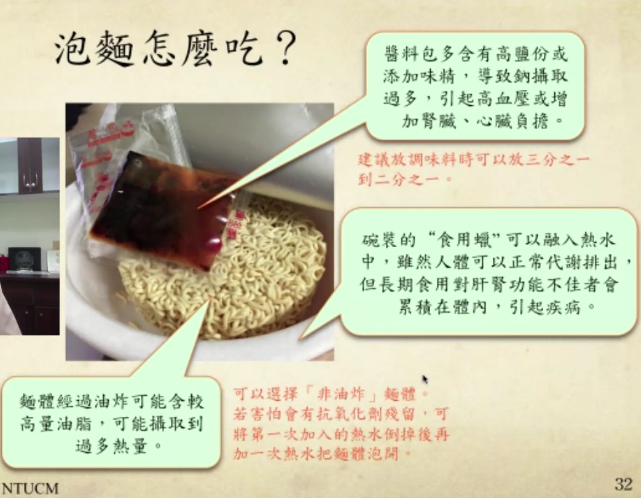 泡麵怎麼吃？
醬料包多含有高鹽份或
添加味精，導致鈉攝取
過多，引起高血壓或增
加腎臟、心臟負擔。
建議放調味料時可以放三分之一
到二分之一。
碗裝的“食用蠟”可以融入熱水
中，雖然人體可以正常代謝排出，
但長期食用對肝腎功能不佳者會
累積在體內，引起疾病。
麵體經過油炸可能含較
高量油脂，可能攝取到
過多熱量。
可以選擇「非油炸」麵體。
若害怕會有抗氧化劑殘留，可
將第一次加入的熱水倒掉後再
加一次熱水把麵體泡開。
NTUCM
32